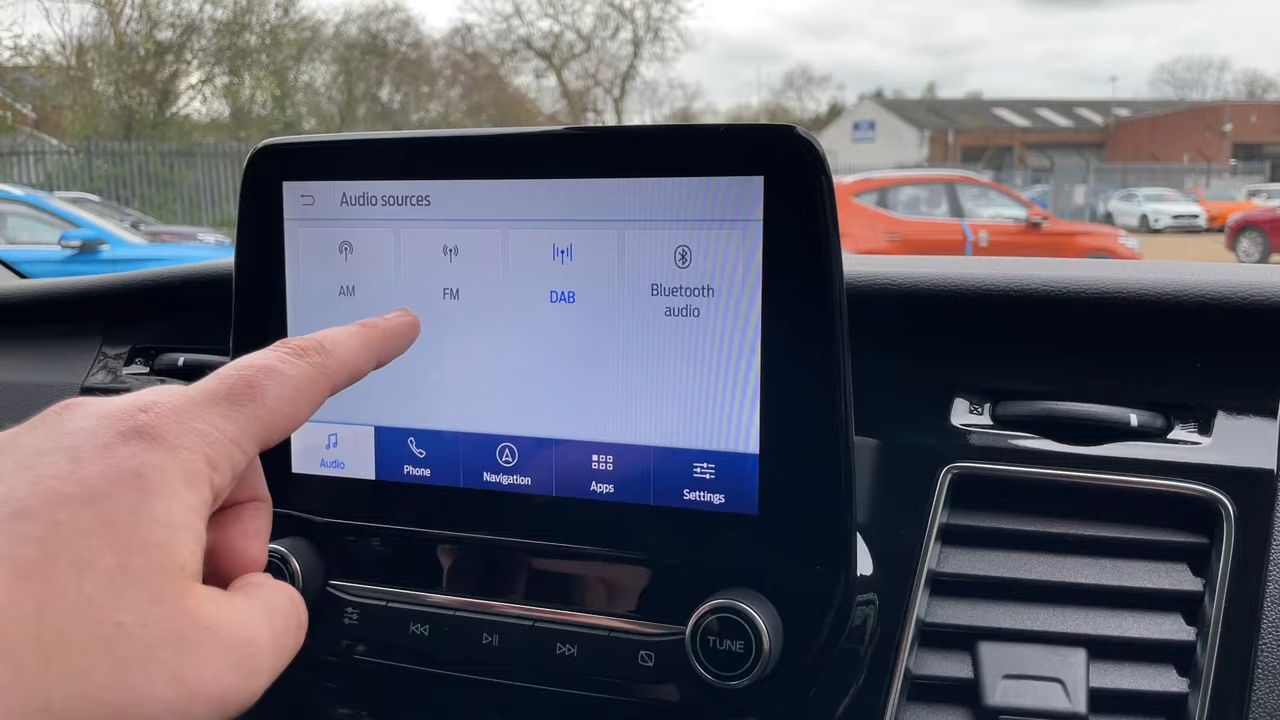 Audio sources
AM
FM
DAB
Bluetooth
audio
Audio
Phone
Navigation
Apps
Settings
TUNE